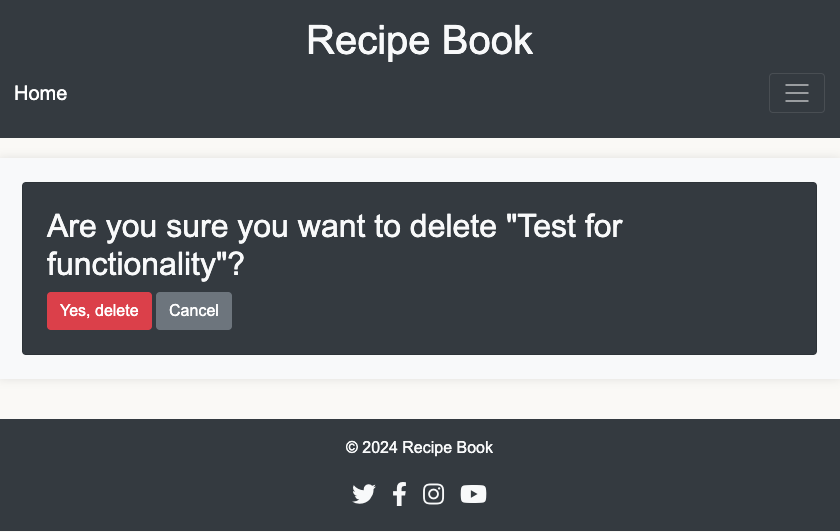 Recipe Book
Home
Are you sure you want to delete "Test for
functionality"?
Yes, delete
Cancel
© 2024 Recipe Book